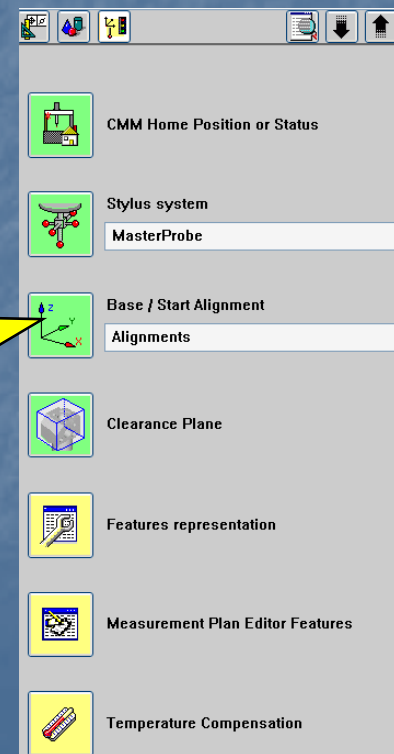 CMM Home Position or Status
Stylus system
MasterProbe
Base / Start Alignment
Z
Y
X
Alignments
Clearance Plane
Features representation
Measurement Plan Editor Features
Temperature Compensation